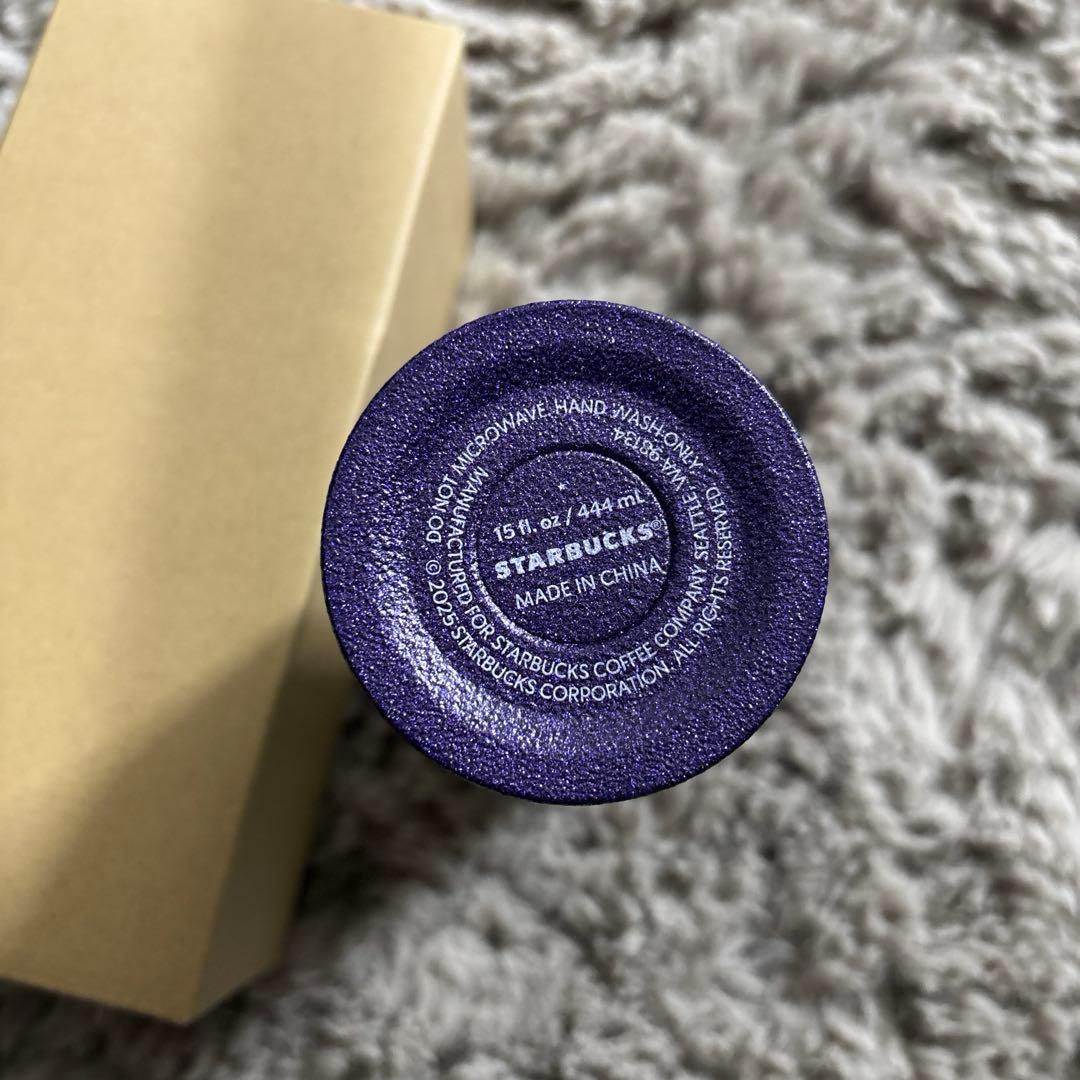 15 fl. oz / 444 mL
STARBUCKS®
MADE IN CHINA
MANUFACTURED FOR STARBUCKS COFFEE COMPANY SEATTLE, WA 98134
DO NOT MICROWAVE. HAND WASH ONLY.
© 2025 STARBUCKS CORPORATION. ALL RIGHTS RESERVED.